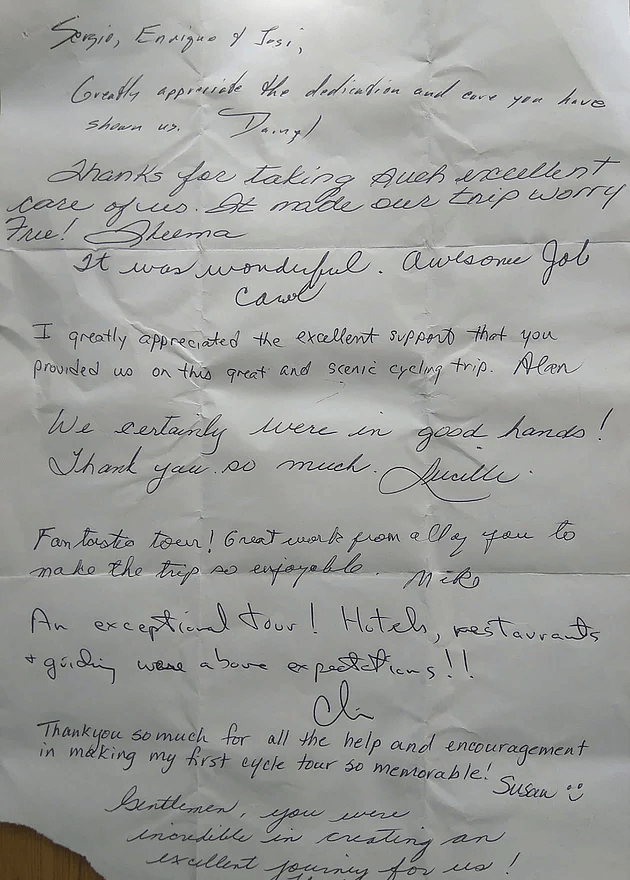 Sergio, Enrique & Josi,
Greatly appreciate the dedication and care you have
shown us. Darryl
Thanks for taking such excellent
care of us. It made our trip worry
Free! Sheema
It was wonderful. Awesome Job
Carol
I greatly appreciated the excellent support that you
provided us on this great and scenic cycling trip. Alan
We certainly were in good hands!
Thank you so much. Lucille
Fantastic tour! Great work from all of you to
make the trip so enjoyable. Mike
An exceptional tour! Hotels, restaurants
+ guiding were above expectations!!
Thankyou so much for all the help and encouragement
in making my first cycle tour so memorable!
Susan
Gentlemen, you were
incredible in creating an
excellent journey for us!